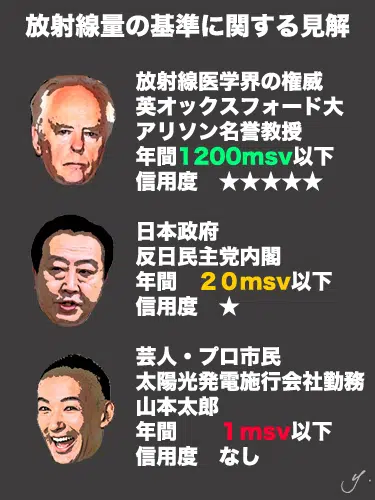 放射線量の基準に関する見解
放射線医学界の権威
英オックスフォード大
アリソン名誉教授
年間1200msv以下
信用度　★★★★★
日本政府
反日民主党内閣
年間　２０msv以下
信用度　★
芸人・プロ市民
太陽光発電施行会社勤務
山本太郎
年間　　１msv以下
信用度　なし